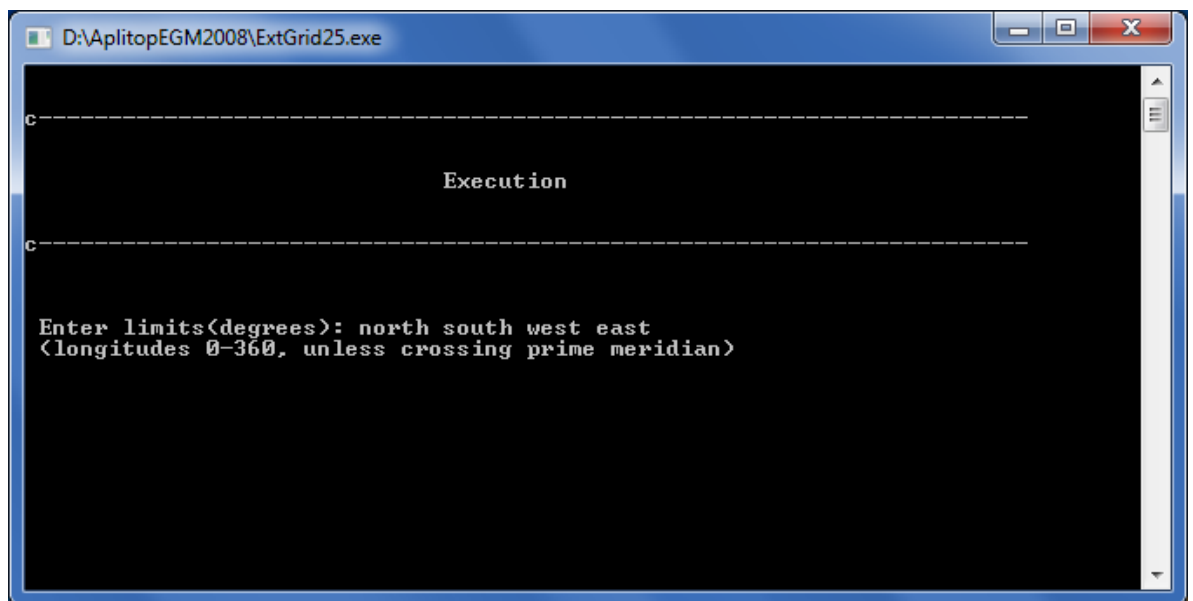 D:\AplitopEGM2008\ExtGrid25.exe
c------------------------------------------------------------------------
Execution
c------------------------------------------------------------------------
Enter limits(degrees): north south west east
(longitudes 0-360, unless crossing prime meridian)